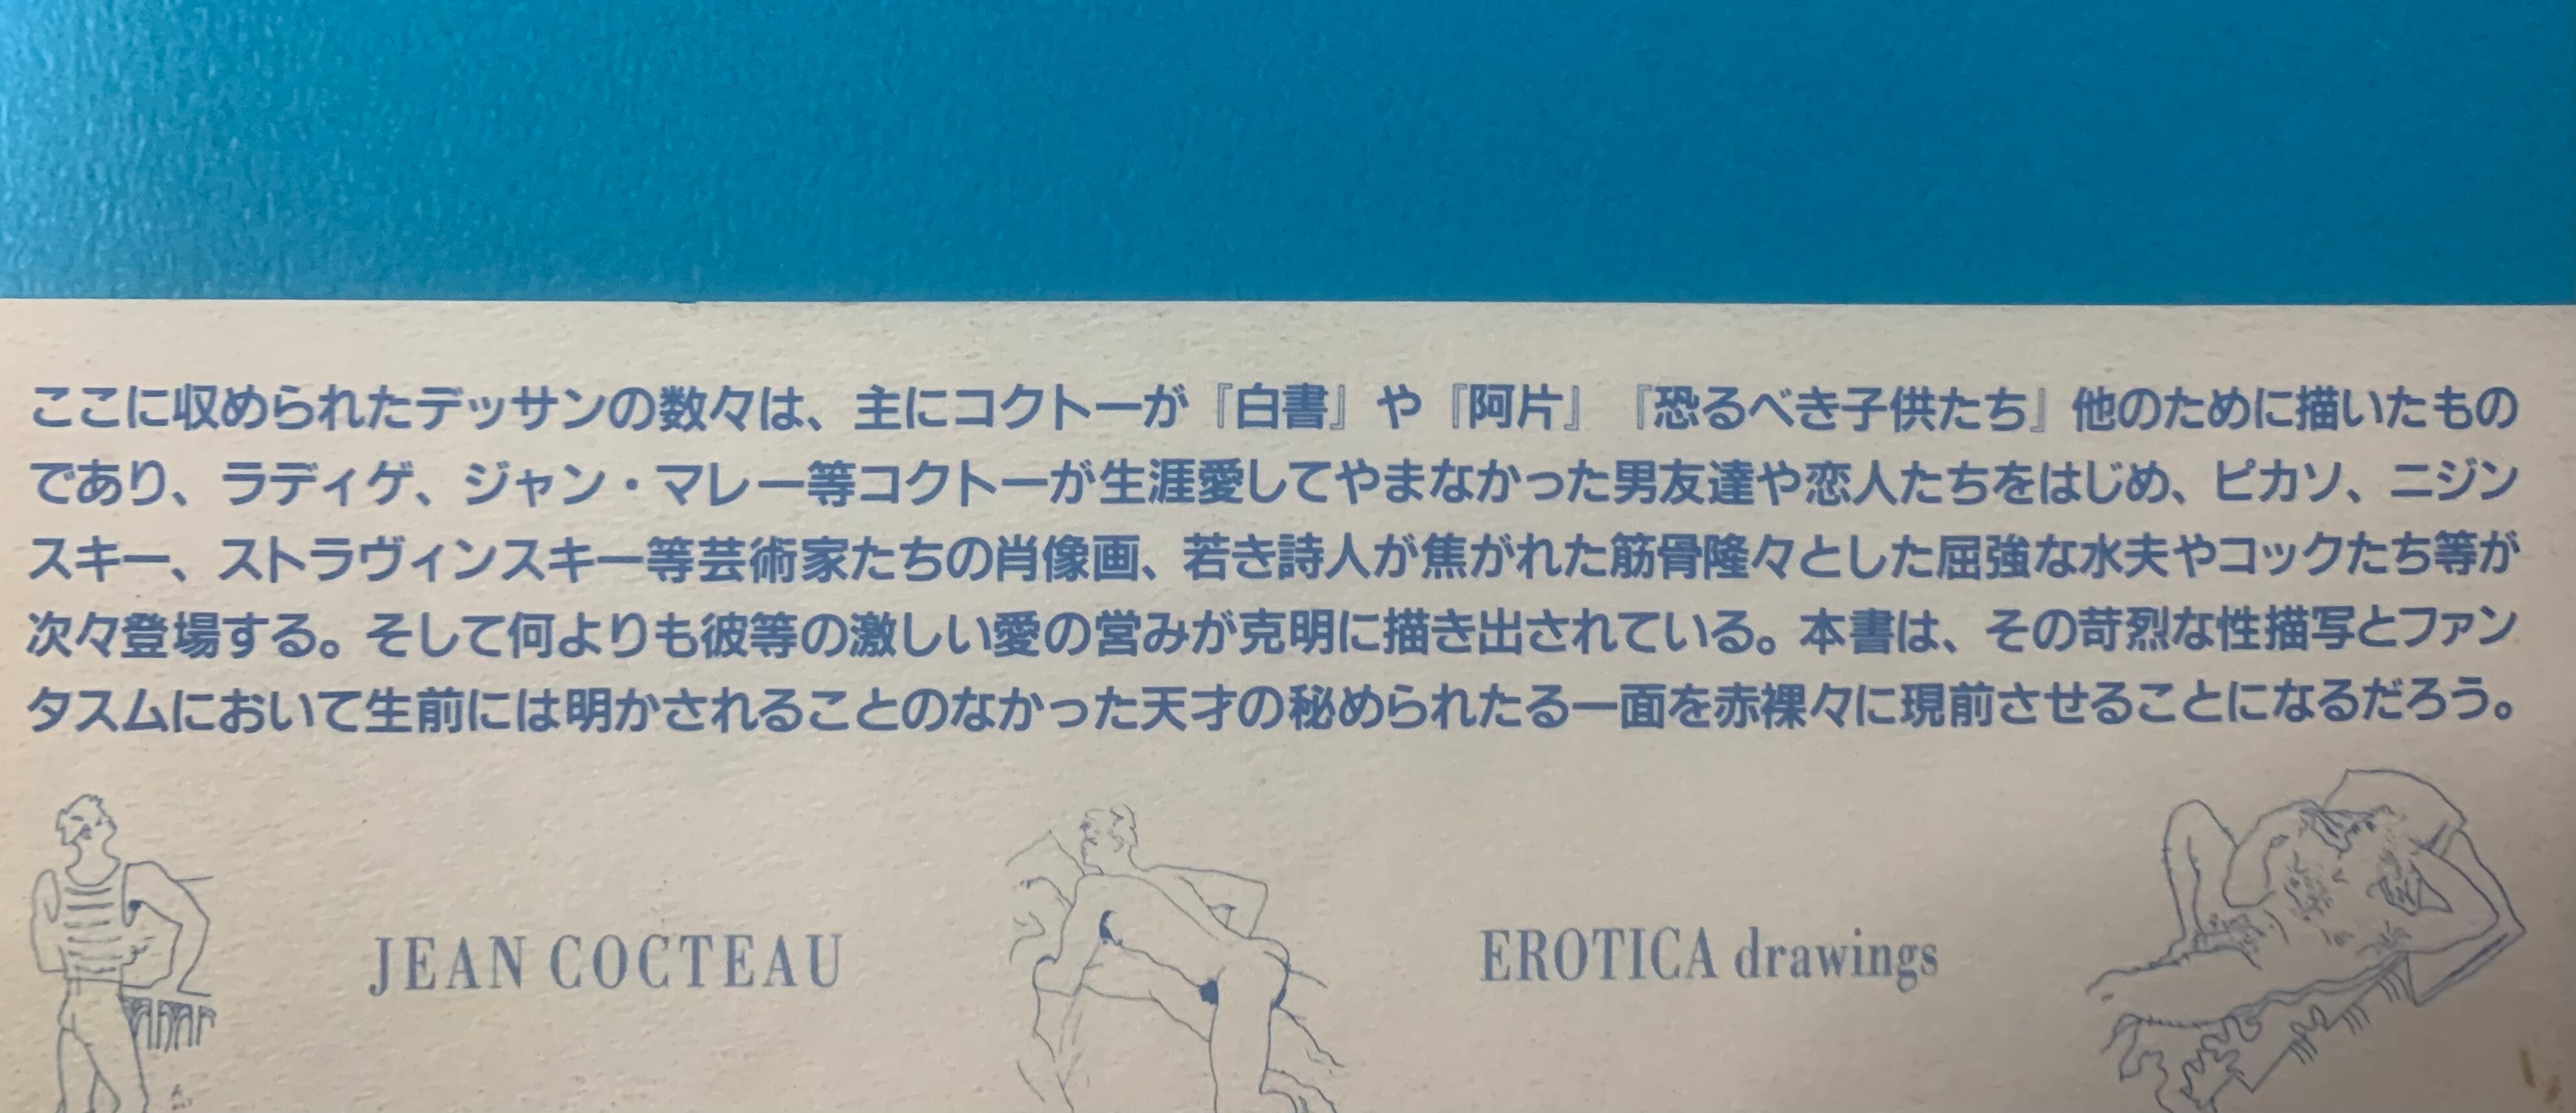 ここに収められたデッサンの数々は、主にコクトーが『白書』や『阿片』『恐るべき子供たち』他のために描いたもの
であり、ラディゲ、ジャン・マレー等コクトーが生涯愛してやまなかった男友達や恋人たちをはじめ、ピカソ、ニジン
スキー、ストラヴィンスキー等芸術家たちの肖像画、若き詩人が焦がれた筋骨隆々とした屈強な水夫やコックたち等が
次々登場する。そして何よりも彼等の激しい愛の営みが克明に描き出されている。本書は、その苛烈な性描写とファン
タスムにおいて生前には明かされることのなかった天才の秘められたる一面を赤裸々に現前させることになるだろう。
JEAN COCTEAU
EROTICA drawings